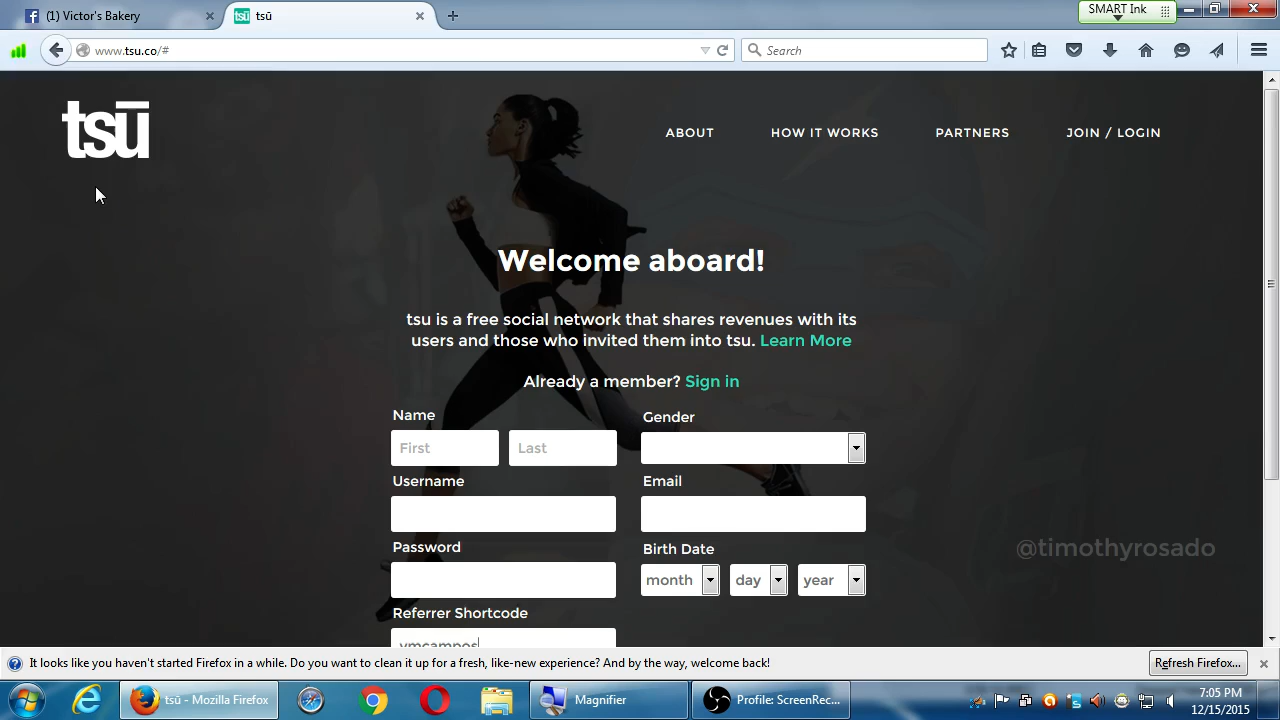 (1) Victor's Bakery
tsū
SMART Ink
www.tsu.co/#
Search
tsū
ABOUT
HOW IT WORKS
PARTNERS
JOIN / LOGIN
Welcome aboard!
tsu is a free social network that shares revenues with its
users and those who invited them into tsu. Learn More
Already a member? Sign in
Name
Gender
First
Last
Username
Email
Password
Birth Date
month
day
year
@timothyrosado
Referrer Shortcode
vmcampos
It looks like you haven't started Firefox in a while. Do you want to clean it up for a fresh, like-new experience? And by the way, welcome back!
Refresh Firefox...
tsū - Mozilla Firefox
Magnifier
Profile: ScreenRec...
7:05 PM
12/15/2015